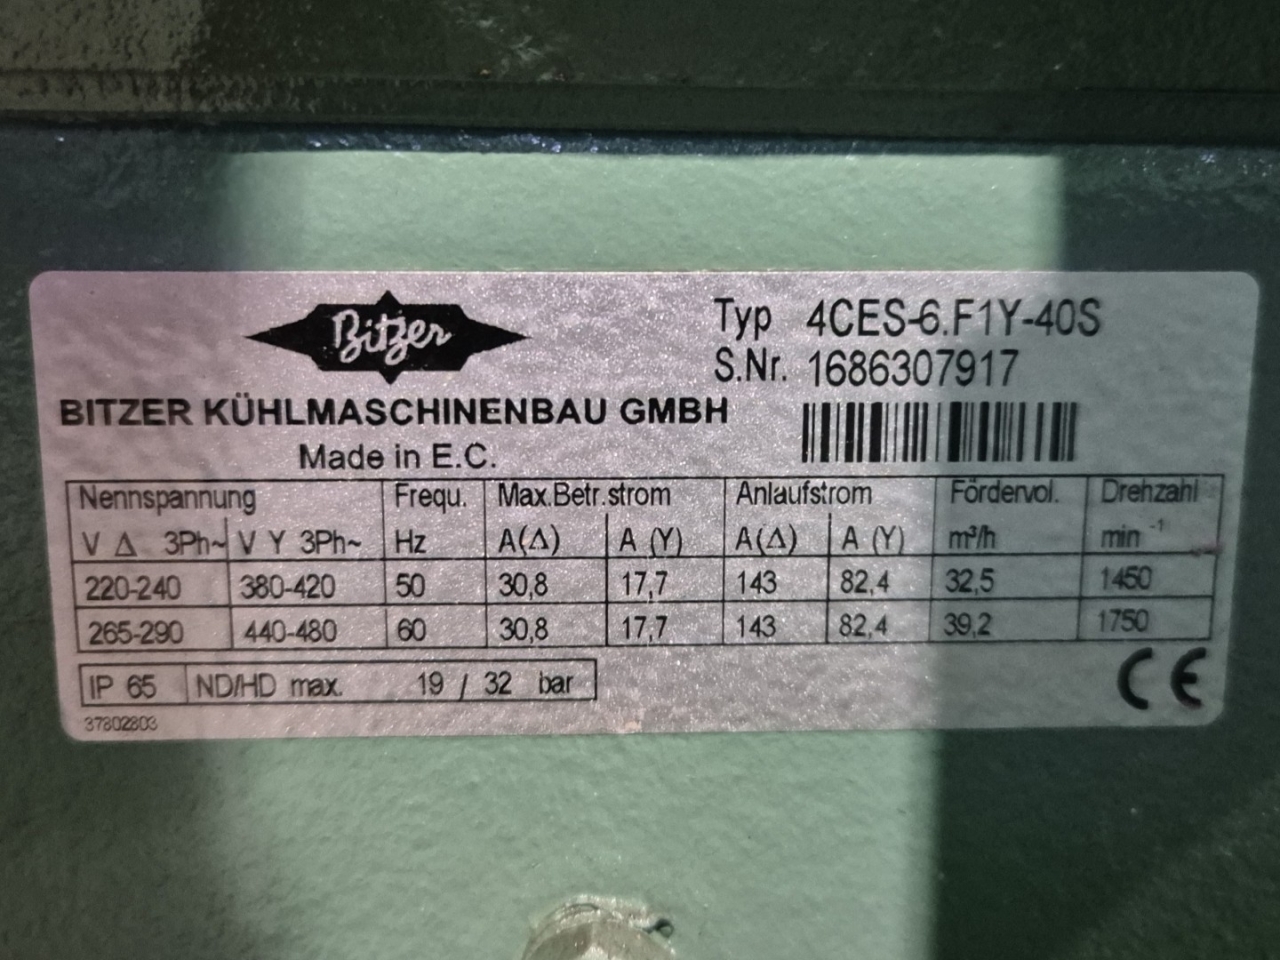 Bitzer
BITZER KÜHLMASCHINENBAU GMBH
Made in E.C.
Typ 4CES-6.F1Y-40S
S.Nr. 1686307917
Nennspannung Frequ. Max.Betr.strom Anlaufstrom Fördervol. Drehzahl
V Δ 3Ph~ V Y 3Ph~ Hz A(Δ) A (Y) A(Δ) A (Y) m³/h min⁻¹
220-240 380-420 50 30,8 17,7 143 82,4 32,5 1450
265-290 440-480 60 30,8 17,7 143 82,4 39,2 1750
IP 65 ND/HD max. 19 / 32 bar
37802803
CE